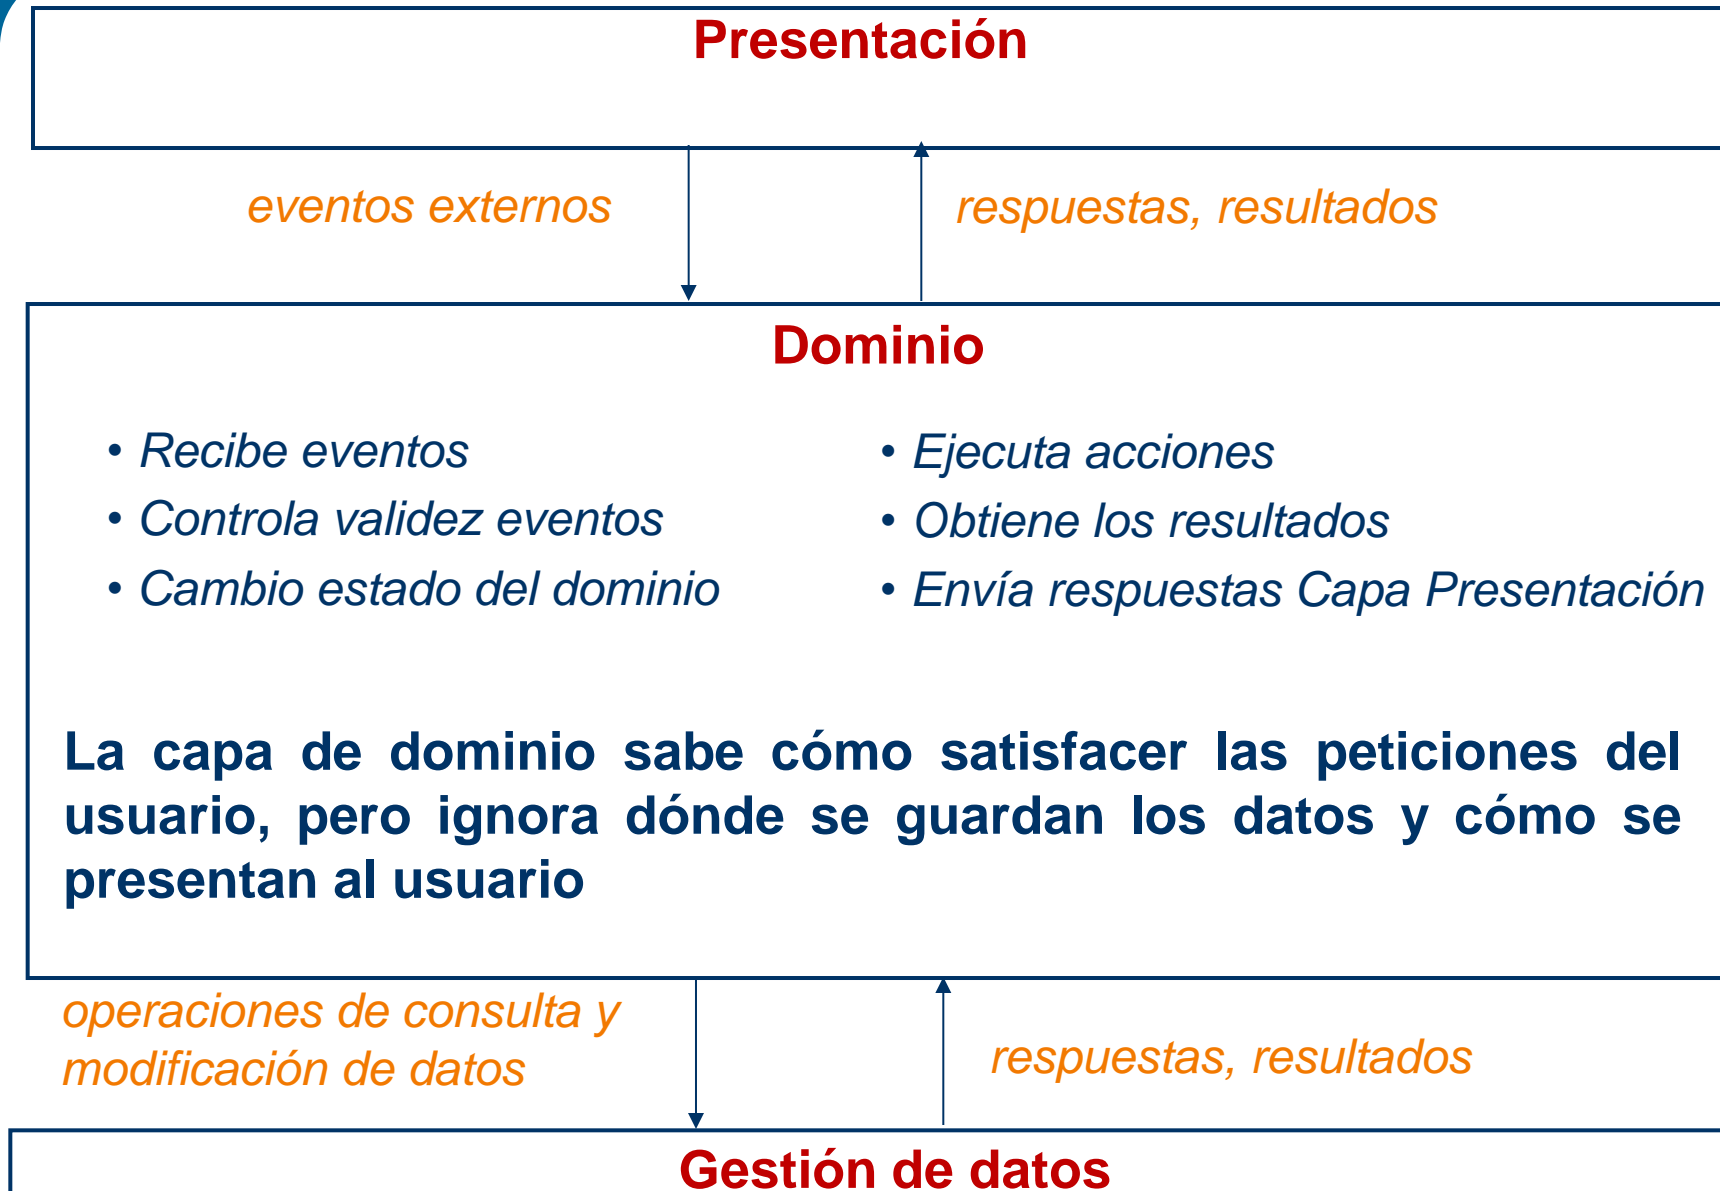 Presentación
eventos externos
respuestas, resultados
Dominio
• Recibe eventos
• Controla validez eventos
• Cambio estado del dominio
• Ejecuta acciones
• Obtiene los resultados
• Envía respuestas Capa Presentación
La capa de dominio sabe cómo satisfacer las peticiones del
usuario, pero ignora dónde se guardan los datos y cómo se
presentan al usuario
operaciones de consulta y
modificación de datos
respuestas, resultados
Gestión de datos